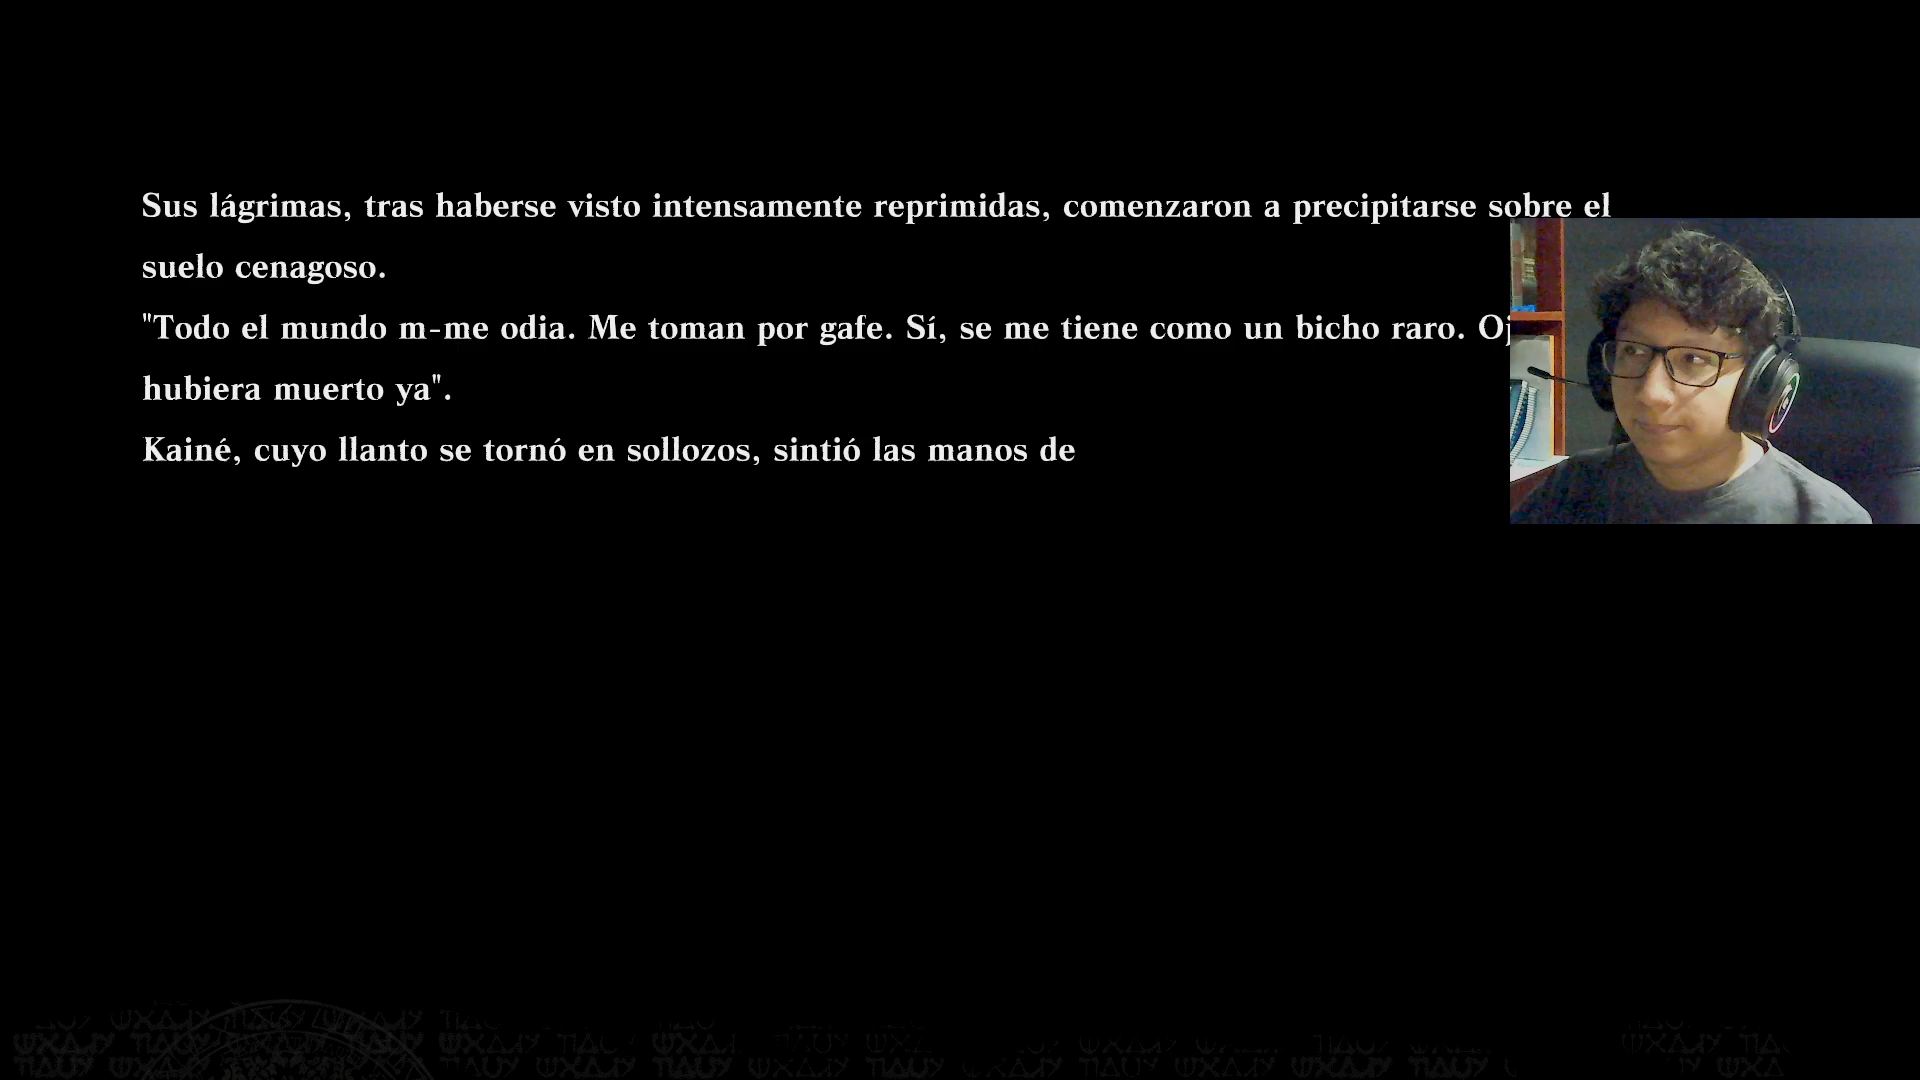 Sus lágrimas, tras haberse visto intensamente reprimidas, comenzaron a precipitarse sobre el
suelo cenagoso.
"Todo el mundo m-me odia. Me toman por gafe. Sí, se me tiene como un bicho raro.
hubiera muerto ya".
Kainé, cuyo llanto se tornó en sollozos, sintió las manos de